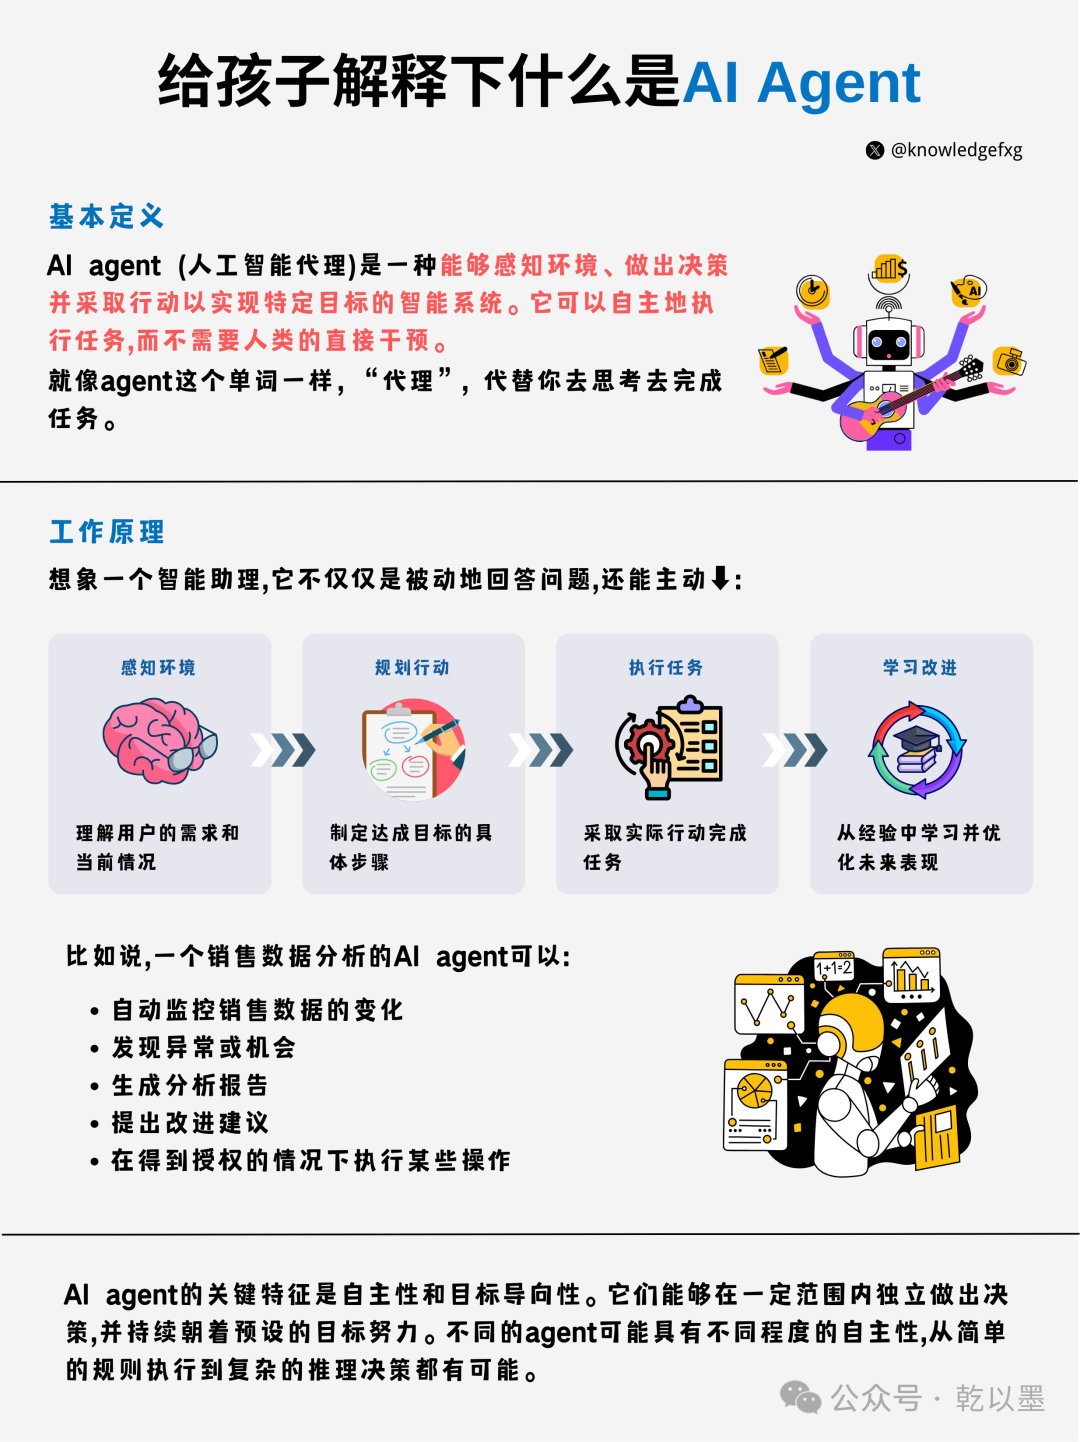 给孩子解释下什么是AI Agent
@knowledgefxg
基本定义
AI agent (人工智能代理)是一种能够感知环境、做出决策
并采取行动以实现特定目标的智能系统。它可以自主地执
行任务,而不需要人类的直接干预。
就像agent这个单词一样，“代理”，代替你去思考去完成
任务。
$
AI
工作原理
想象一个智能助理,它不仅仅是被动地回答问题,还能主动⬇:
感知环境
理解用户的需求和
当前情况
规划行动
制定达成目标的具
体步骤
执行任务
采取实际行动完成
任务
学习改进
从经验中学习并优
化未来表现
比如说,一个销售数据分析的AI agent可以:
• 自动监控销售数据的变化
• 发现异常或机会
• 生成分析报告
• 提出改进建议
• 在得到授权的情况下执行某些操作
1+1=2
AI agent的关键特征是自主性和目标导向性。它们能够在一定范围内独立做出决
策,并持续朝着预设的目标努力。不同的agent可能具有不同程度的自主性,从简单
的规则执行到复杂的推理决策都有可能。
公众号 · 乾以墨